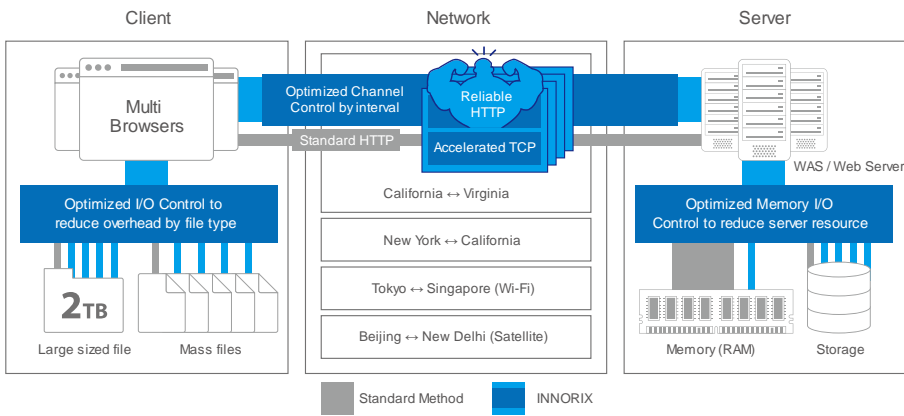 Client
Network
Server
Multi
Browsers
Optimized Channel
Control by interval
Reliable
HTTP
Standard HTTP
Accelerated TCP
WAS / Web Server
Optimized I/O Control to
reduce overhead by file type
California ↔ Virginia
New York ↔ California
Tokyo ↔ Singapore (Wi-Fi)
Beijing ↔ New Delhi (Satellite)
Optimized Memory I/O
Control to reduce server resource
2TB
Large sized file
Mass files
Memory (RAM)
Storage
Standard Method
INNORIX